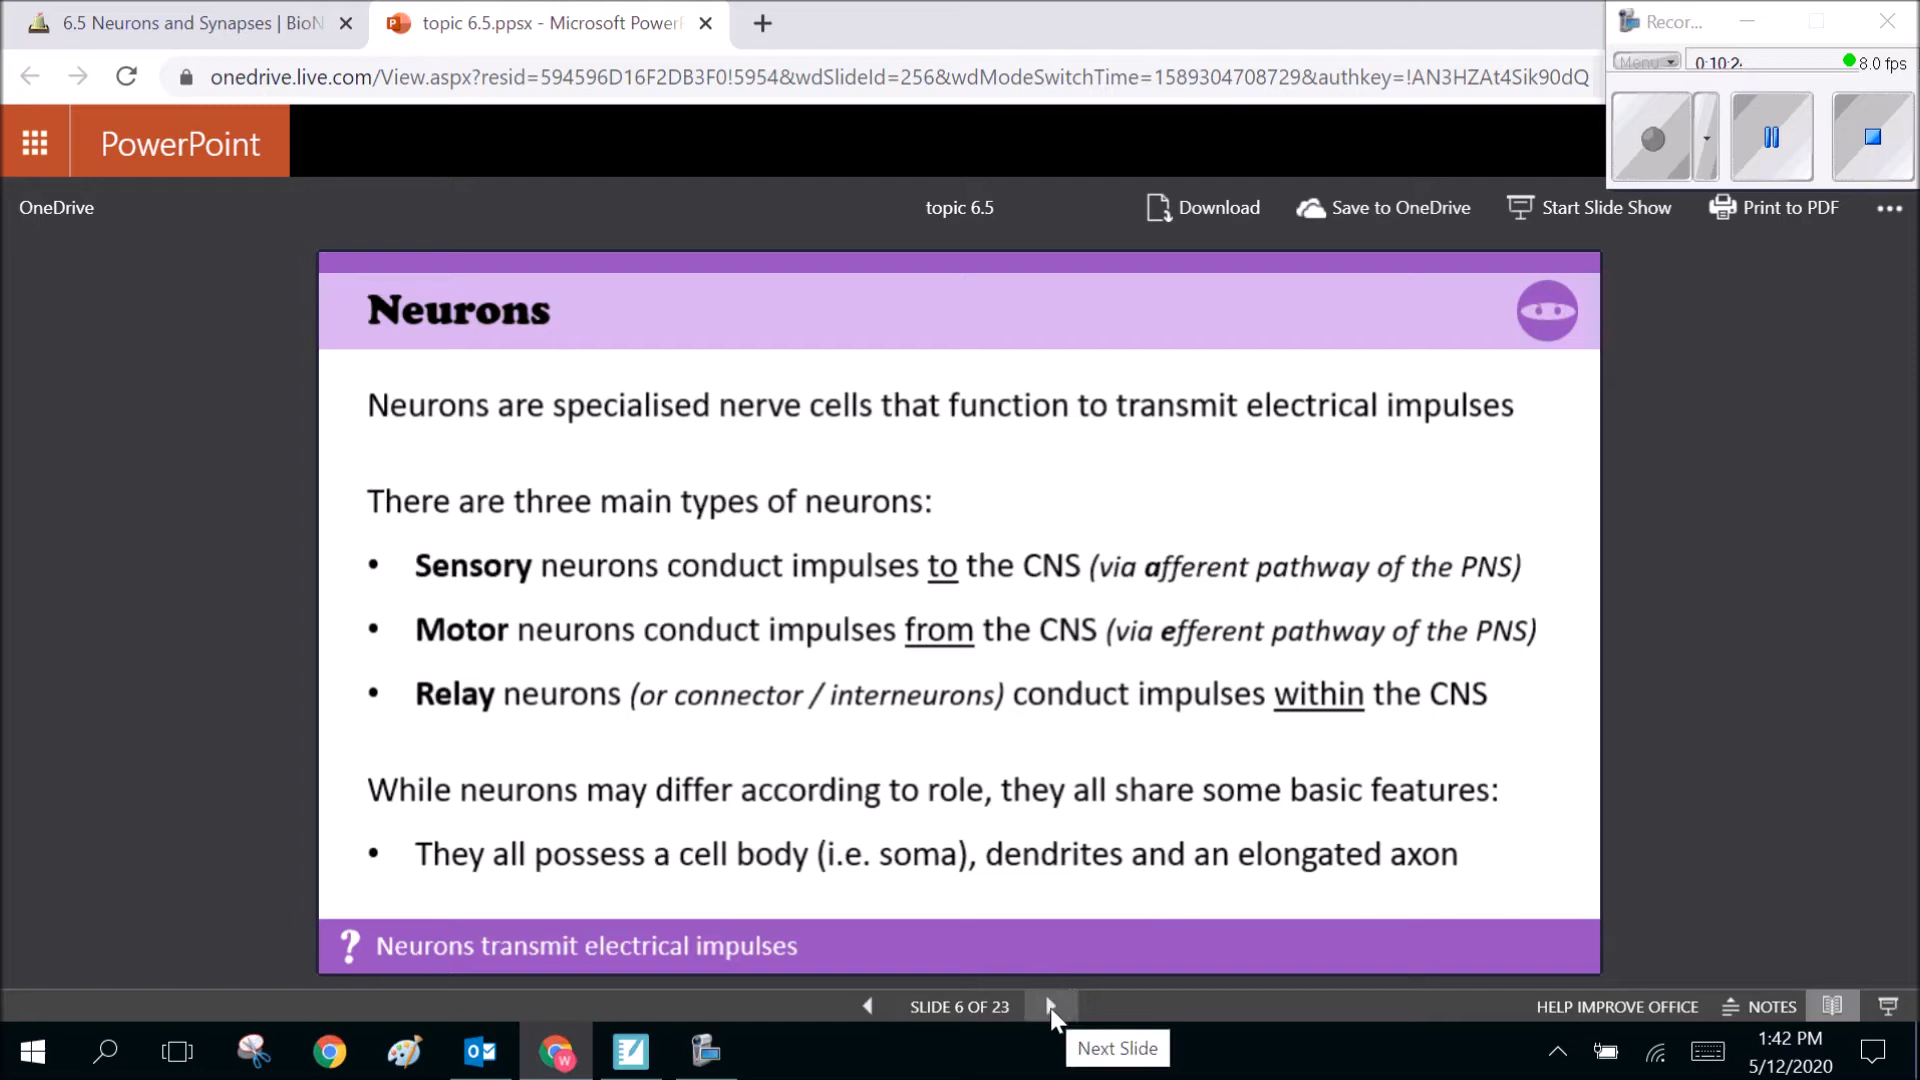 6.5 Neurons and Synapses | BioN
topic 6.5.ppsx - Microsoft PowerP
Recor...
onedrive.live.com/View.aspx?resid=594596D16F2DB3F0!5954&wdSlideId=256&wdModeSwitchTime=1589304708729&authkey=!AN3HZAt4Sik90dQ
Menu
8.0 fps
PowerPoint
OneDrive
topic 6.5
Download
Save to OneDrive
Start Slide Show
Print to PDF
Neurons
Neurons are specialised nerve cells that function to transmit electrical impulses
There are three main types of neurons:
• Sensory neurons conduct impulses to the CNS (via afferent pathway of the PNS)
• Motor neurons conduct impulses from the CNS (via efferent pathway of the PNS)
• Relay neurons (or connector / interneurons) conduct impulses within the CNS
While neurons may differ according to role, they all share some basic features:
• They all possess a cell body (i.e. soma), dendrites and an elongated axon
? Neurons transmit electrical impulses
SLIDE 6 OF 23
HELP IMPROVE OFFICE
NOTES
Next Slide
W
1:42 PM
5/12/2020